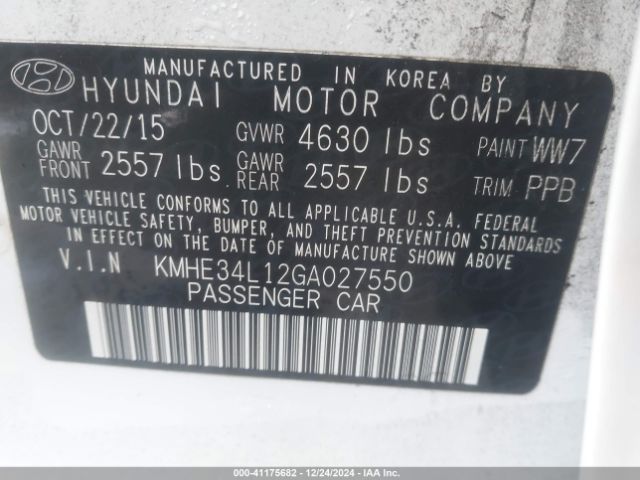 MANUFACTURED IN KOREA BY
HYUNDAI MOTOR COMPANY
OCT/22/15 GVWR 4630 lbs PAINT WW7
GAWR FRONT 2557 lbs GAWR REAR 2557 lbs TRIM PPB
THIS VEHICLE CONFORMS TO ALL APPLICABLE U.S.A. FEDERAL
MOTOR VEHICLE SAFETY, BUMPER, AND THEFT PREVENTION STANDARDS
IN EFFECT ON THE DATE OF MANUFACTURE SHOWN ABOVE
V.I.N KMHE34L12GA027550
PASSENGER CAR
000-41175682 - 12/24/2024 - IAA Inc.